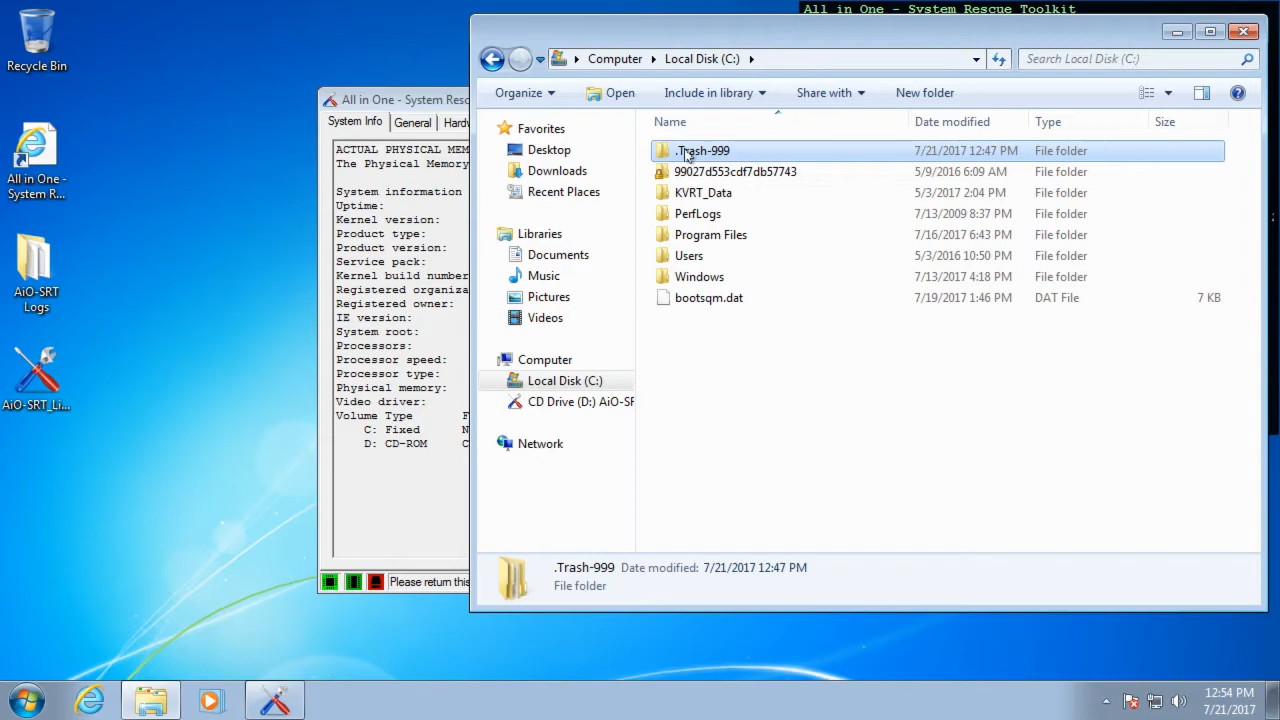 All in One - System Rescue Toolkit
Recycle Bin
All in One -
System R...
AiO-SRT
Logs
AiO-SRT_Li...
All in One - System Resc
System Info
General
Hardw
ACTUAL PHYSICAL MEM
The Physical Memory
System information
Uptime:
Kernel version:
Product type:
Product version:
Service pack:
Kernel build number
Registered organiza
Registered owner:
IE version:
System root:
Processors:
Processor speed:
Processor type:
Physical memory:
Video driver:
Volume Type F
C: Fixed N
D: CD-ROM C
Please return this
Computer Local Disk (C:)
Search Local Disk (C:)
Organize Open Include in library Share with New folder
Favorites
Desktop
Downloads
Recent Places
Libraries
Documents
Music
Pictures
Videos
Computer
Local Disk (C:)
CD Drive (D:) AiO-SR
Network
Name Date modified Type Size
.Trash-999 7/21/2017 12:47 PM File folder
99027d553cdf7db57743 5/9/2016 6:09 AM File folder
KVRT_Data 5/3/2017 2:04 PM File folder
PerfLogs 7/13/2009 8:37 PM File folder
Program Files 7/16/2017 6:43 PM File folder
Users 5/3/2016 10:50 PM File folder
Windows 7/13/2017 4:18 PM File folder
bootsqm.dat 7/19/2017 1:46 PM DAT File 7 KB
.Trash-999 Date modified: 7/21/2017 12:47 PM
File folder
12:54 PM
7/21/2017